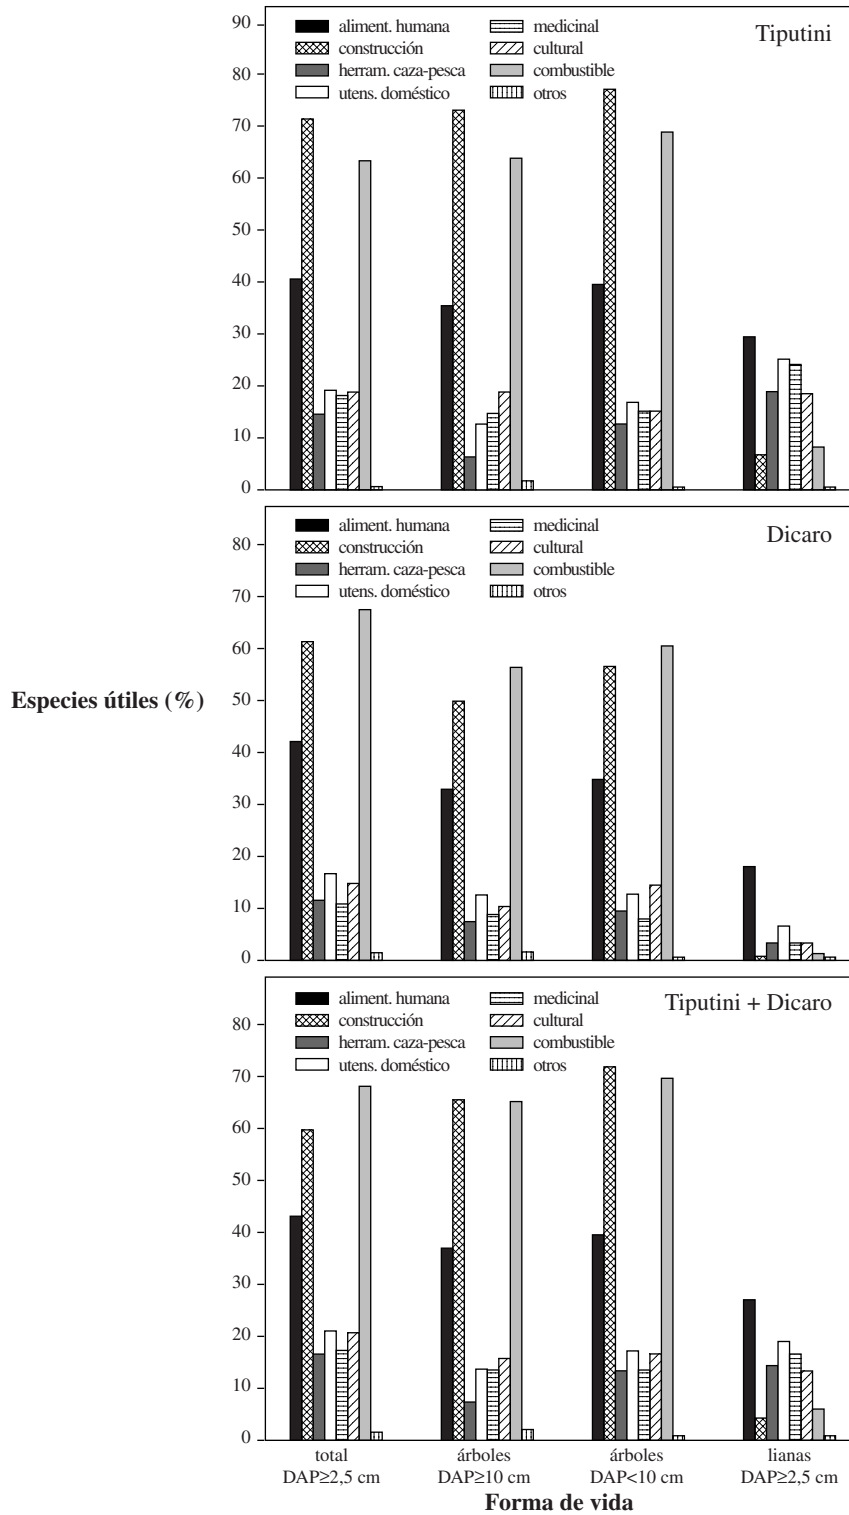 90
80
70
60
50
40
30
20
10
0
aliment. humana
construcción
herram. caza-pesca
utens. doméstico
medicinal
cultural
combustible
otros
Tiputini
80
70
60
50
40
30
20
10
0
aliment. humana
construcción
herram. caza-pesca
utens. doméstico
medicinal
cultural
combustible
otros
Dicaro
Especies útiles (%)
80
70
60
50
40
30
20
10
0
aliment. humana
construcción
herram. caza-pesca
utens. doméstico
medicinal
cultural
combustible
otros
Tiputini + Dicaro
total
DAP≥2,5 cm
árboles
DAP≥10 cm
árboles
DAP<10 cm
lianas
DAP≥2,5 cm
Forma de vida